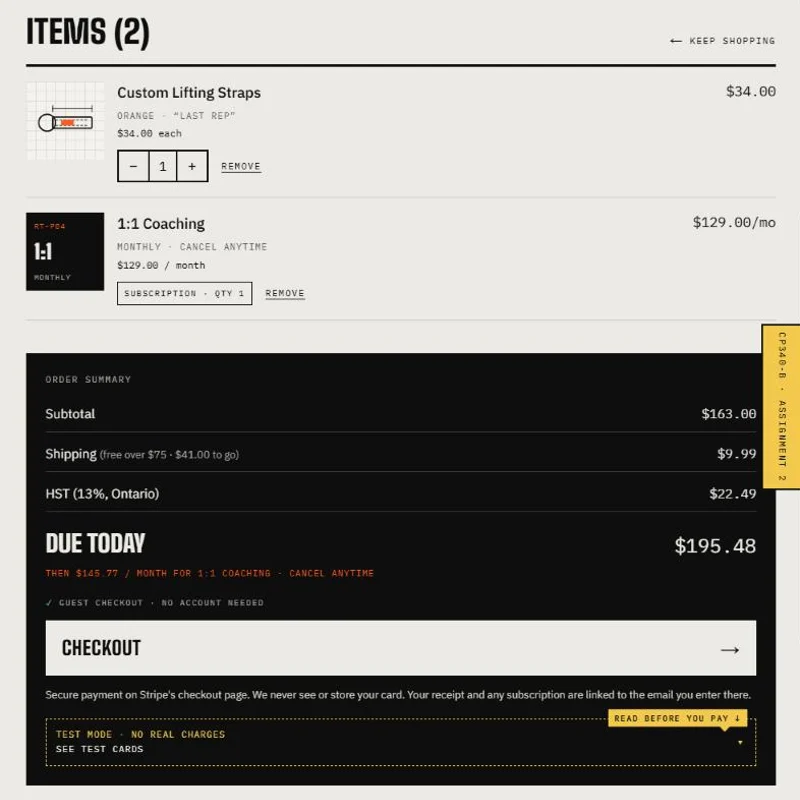 ITEMS (2)
← KEEP SHOPPING
Custom Lifting Straps
$34.00
ORANGE · “LAST REP”
$34.00 each
− 1 +
REMOVE
RT-P04
1:1
MONTHLY
1:1 Coaching
$129.00/mo
MONTHLY · CANCEL ANYTIME
$129.00 / month
SUBSCRIPTION · QTY 1
REMOVE
CP340-B · ASSIGNMENT 2
ORDER SUMMARY
Subtotal
$163.00
Shipping (free over $75 · $41.00 to go)
$9.99
HST (13%, Ontario)
$22.49
DUE TODAY
$195.48
THEN $145.77 / MONTH FOR 1:1 COACHING · CANCEL ANYTIME
✓ GUEST CHECKOUT · NO ACCOUNT NEEDED
CHECKOUT →
Secure payment on Stripe's checkout page. We never see or store your card. Your receipt and any subscription are linked to the email you enter there.
READ BEFORE YOU PAY ↓
TEST MODE · NO REAL CHARGES
SEE TEST CARDS